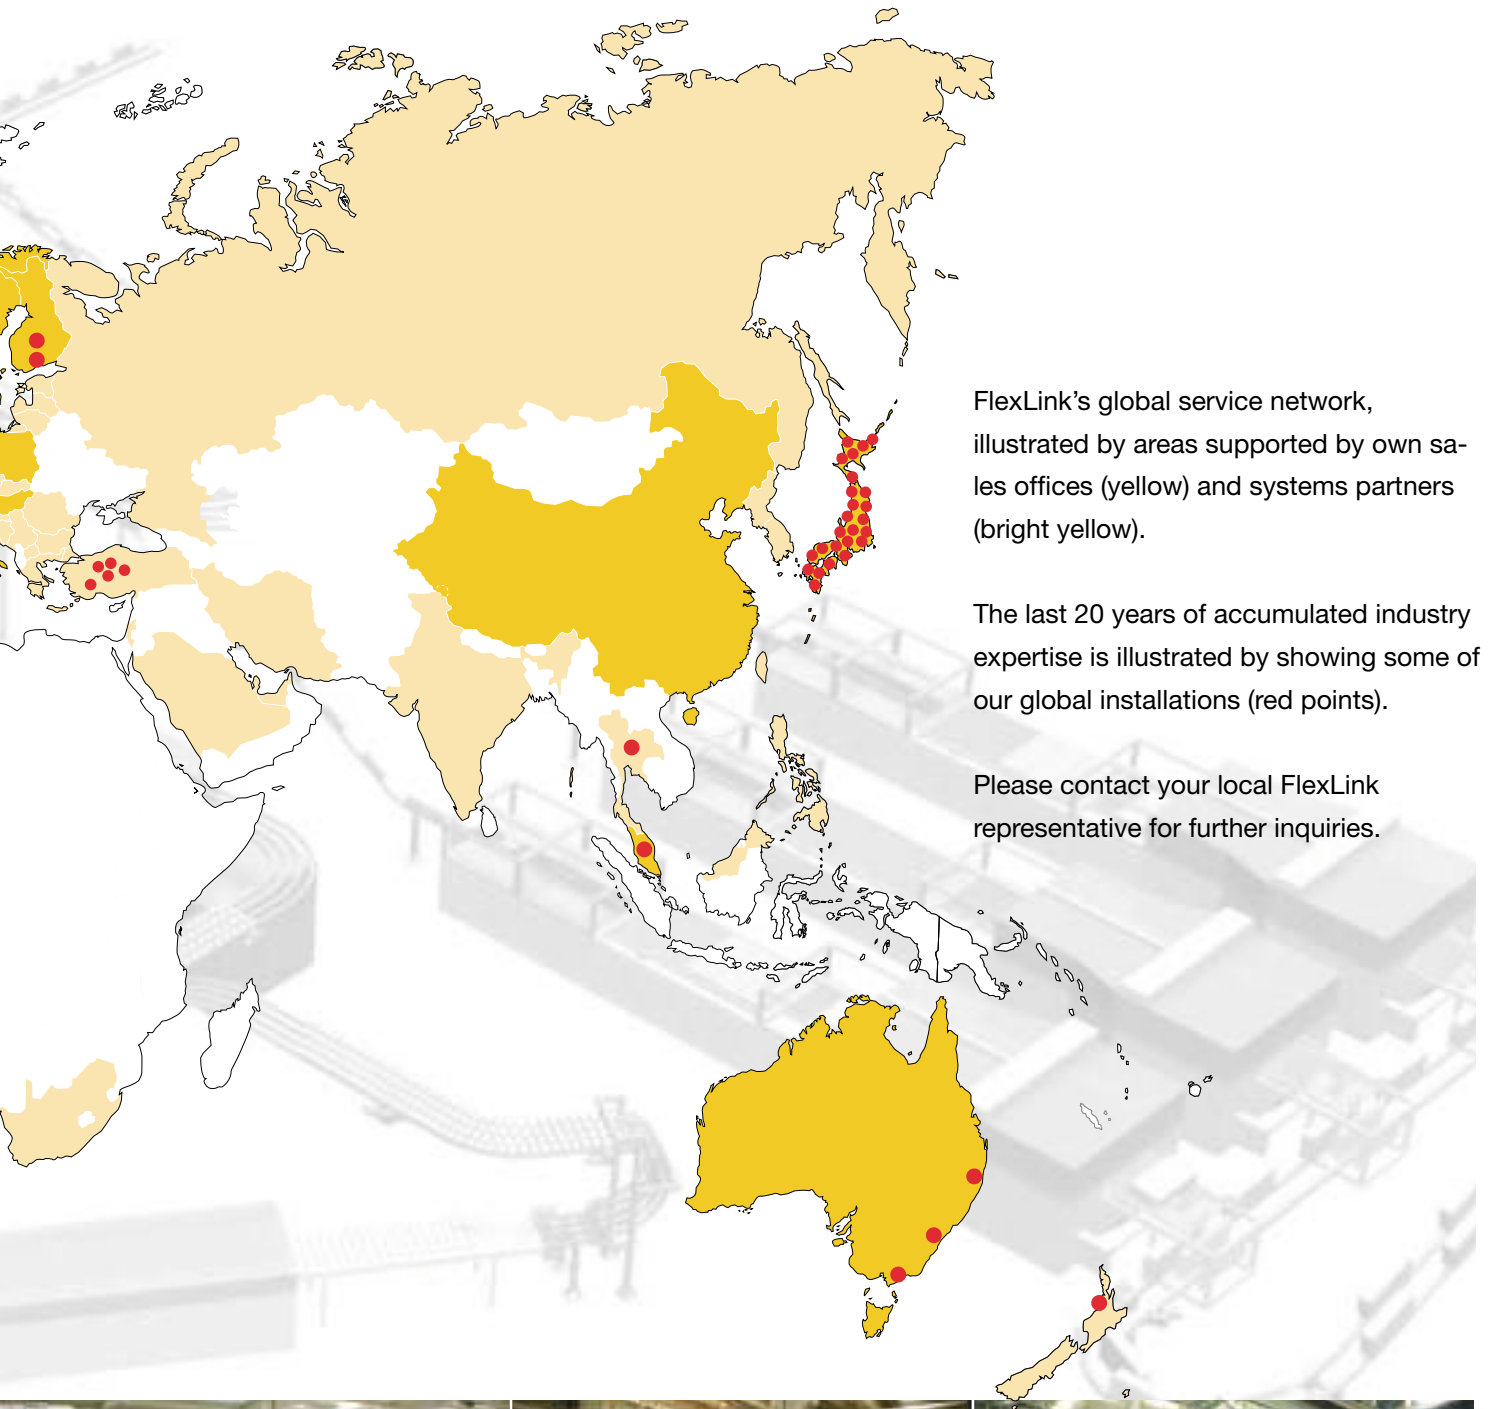 FlexLink’s global service network,
illustrated by areas supported by own sa-
les offices (yellow) and systems partners
(bright yellow).
The last 20 years of accumulated industry
expertise is illustrated by showing some of
our global installations (red points).
Please contact your local FlexLink
representative for further inquiries.